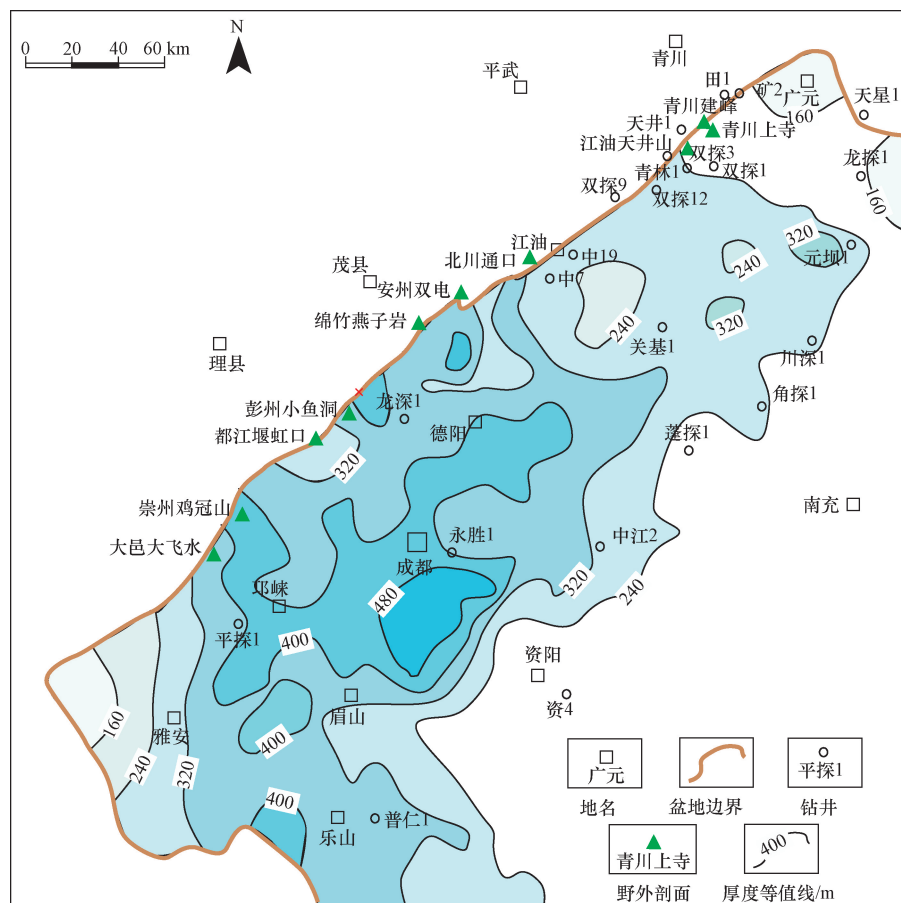 N
0 20 40 60 km
青川
平武
田1
矿2
广元
160
天星1
青川建峰
天井1
青川上寺
江油天井山
双探3
青林1
双探1
龙探1
160
双探9
双探12
江油
320
北川通口
中19
240
元坝1
茂县
中7
安州双电
240
320
绵竹燕子岩
关基1
川深1
理县
角探1
彭州小鱼洞
龙深1
德阳
都江堰虹口
320
蓬探1
崇州鸡冠山
南充
永胜1
中江2
大邑大飞水
成都
邛崃
480
320
240
平探1
400
资阳
资4
眉山
160
雅安
400
240
320
400
乐山
普仁1
广元
平探1
地名
盆地边界
钻井
青川上寺
400
野外剖面
厚度等值线/m